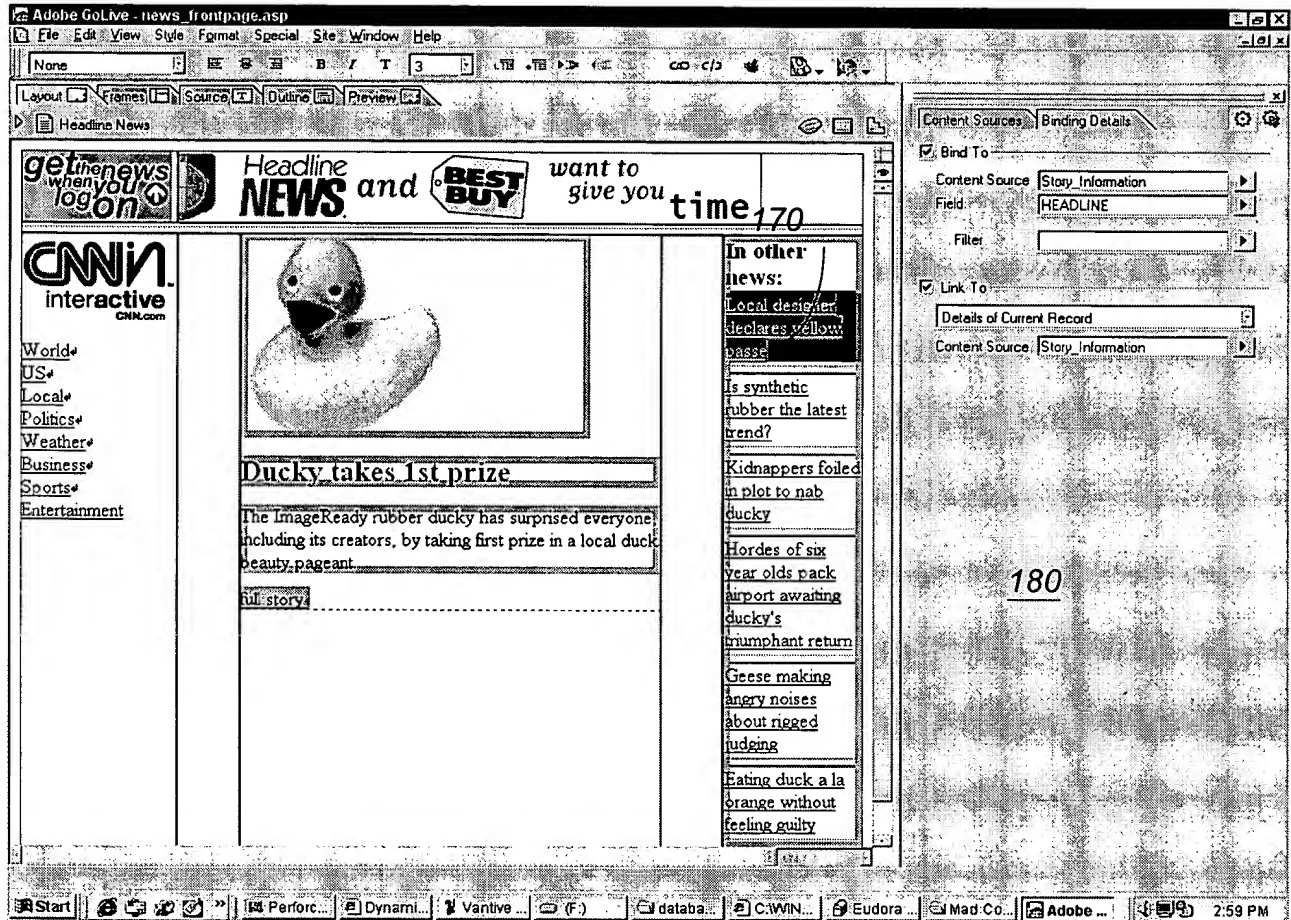 Adobe GoLive - news_frontpage.asp
File Edit View Style Format Special Site Window Help
None B I T 3
Layout Frames Source Outline Preview
Headline News
get the news when you log on
Headline NEWS and BEST BUY want to give you time
170
CNN interactive
CNN.com
World
US
Local
Politics
Weather
Business
Sports
Entertainment
Ducky takes 1st prize
The ImageReady rubber ducky has surprised everyone,
including its creators, by taking first prize in a local duck
beauty pageant
full story
In other
news:
Local designer
declares yellow
passe
Is synthetic
rubber the latest
trend?
Kidnappers foiled
in plot to nab
ducky
Hordes of six
year olds pack
airport awaiting
ducky's
triumphant return
Geese making
angry noises
about rigged
judging
Eating duck a la
orange without
feeling guilty
Content Sources Binding Details
Bind To
Content Source Story_Information
Field HEADLINE
Filter
Link To
Details of Current Record
Content Source Story_Information
180
Start » Perforc... Dynami... Vantive ... (F:) databa... C:\WIN... Eudora ... Mad Co... Adobe ... 2:59 PM